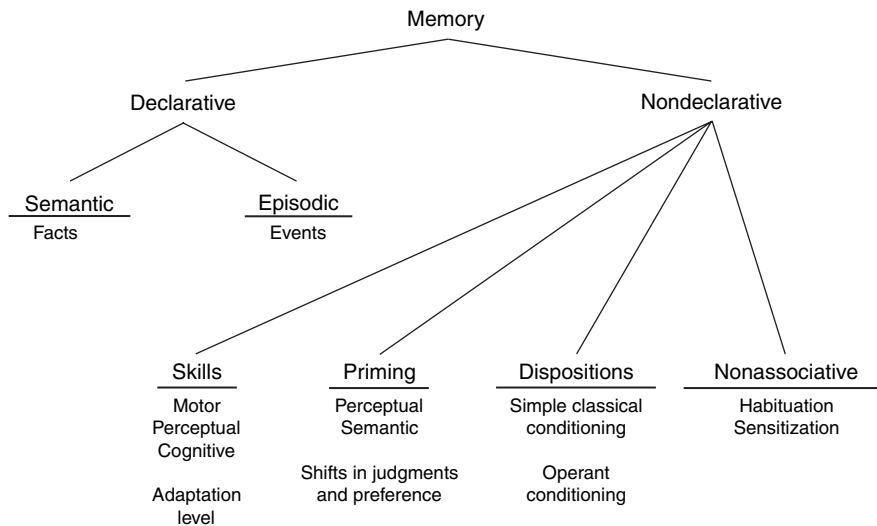 Memory
Declarative
Nondeclarative
Semantic
Facts
Episodic
Events
Skills
Motor
Perceptual
Cognitive
Adaptation
level
Priming
Perceptual
Semantic
Shifts in judgments
and preference
Dispositions
Simple classical
conditioning
Operant
conditioning
Nonassociative
Habituation
Sensitization